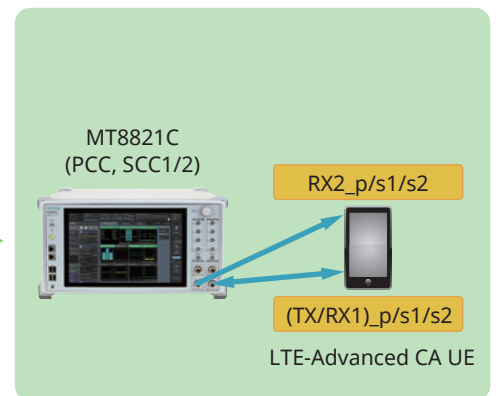 MT8821C
(PCC, SCC1/2)
RX2_p/s1/s2
(TX/RX1)_p/s1/s2
LTE-Advanced CA UE